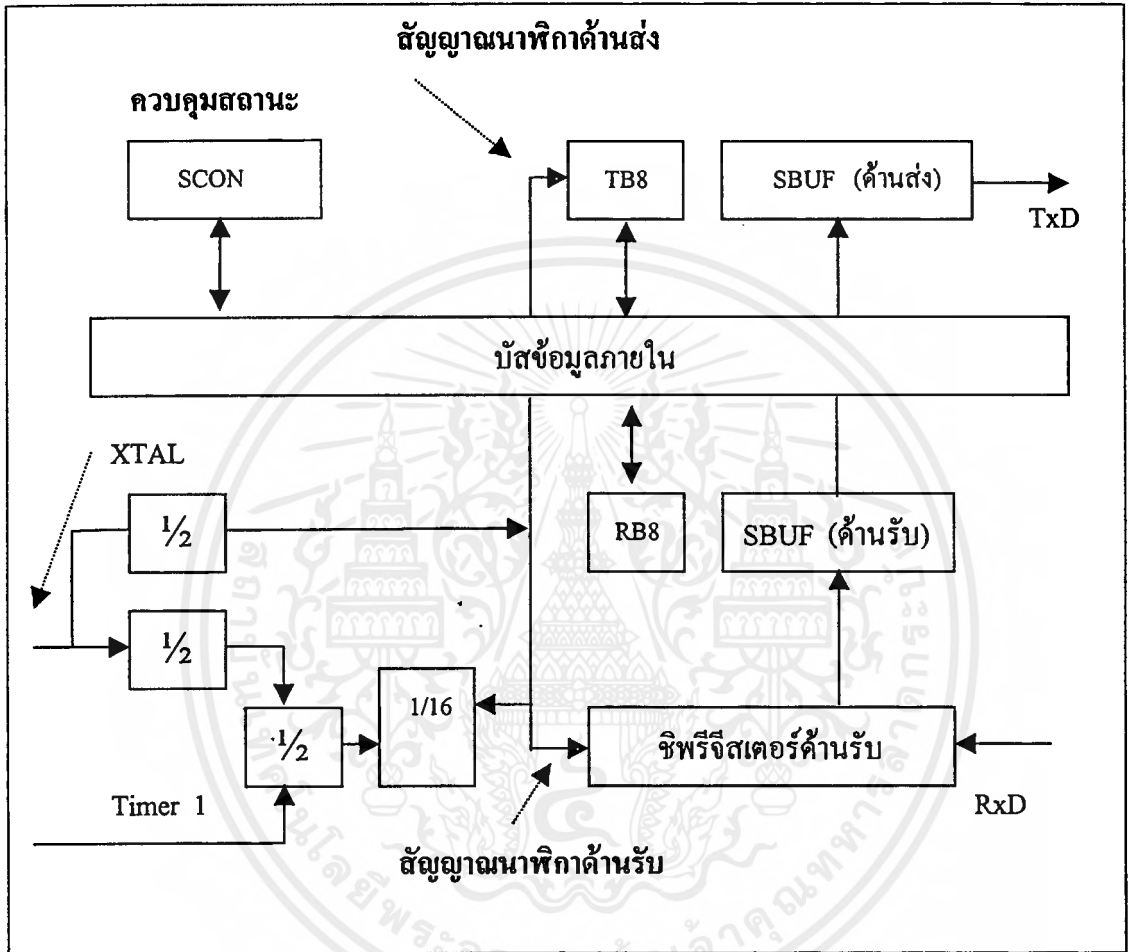 สัญญาณนาฬิกาด้านส่ง
ควบคุมสถานะ
SCON
TB8
SBUF (ด้านส่ง)
TxD
บัสข้อมูลภายใน
XTAL
1/2
RB8
SBUF (ด้านรับ)
1/2
1/16
1/2
ชิพรีจีสเตอร์ด้านรับ
Timer 1
RxD
สัญญาณนาฬิกาด้านรับ